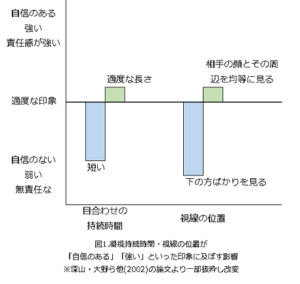 自信のある
強い
責任感が強い
適度な長さ
相手の顔とその周
辺を均等に見る
適度な印象
自信のない
弱い
無責任な
短い
下の方ばかりを見る
目合わせの
持続時間
視線の位置
図1.凝視持続時間・視線の位置が
「自信のある」「強い」といった印象に及ぼす影響
※深山・大野ら他(2002)の論文より一部抜粋し改変